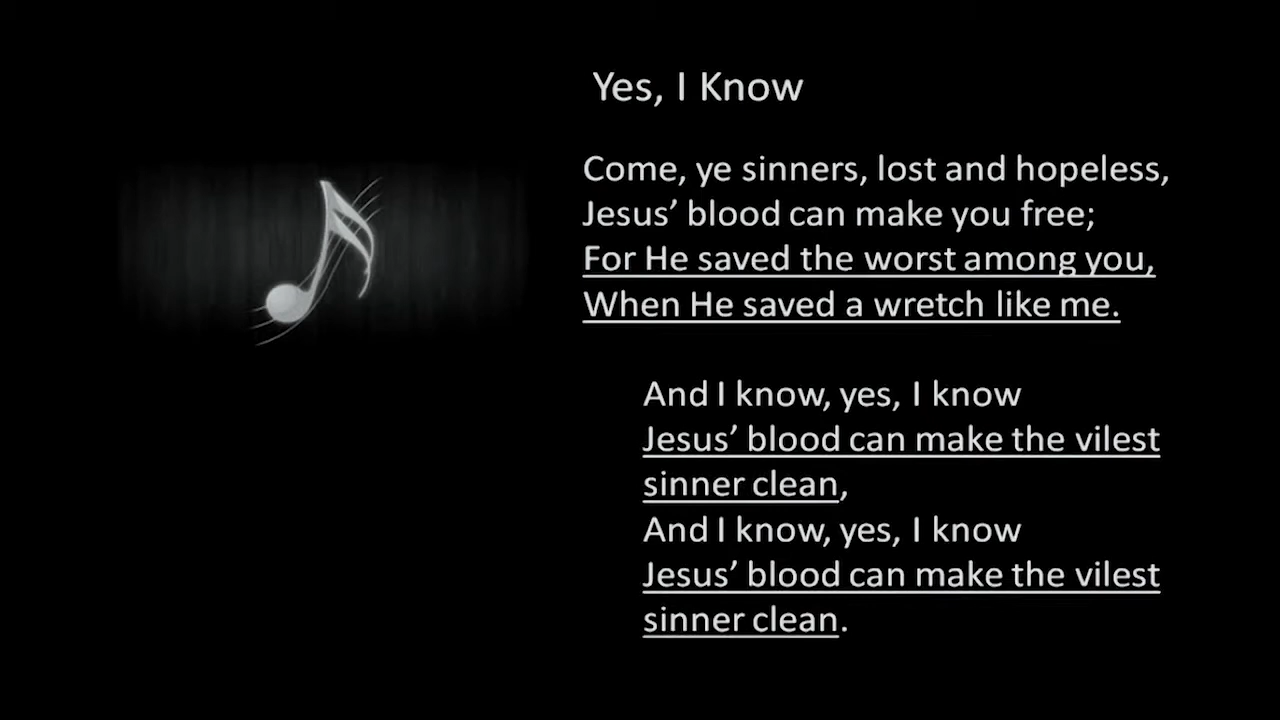 Yes, I Know
Come, ye sinners, lost and hopeless,
Jesus’ blood can make you free;
For He saved the worst among you,
When He saved a wretch like me.
And I know, yes, I know
Jesus’ blood can make the vilest
sinner clean,
And I know, yes, I know
Jesus’ blood can make the vilest
sinner clean.